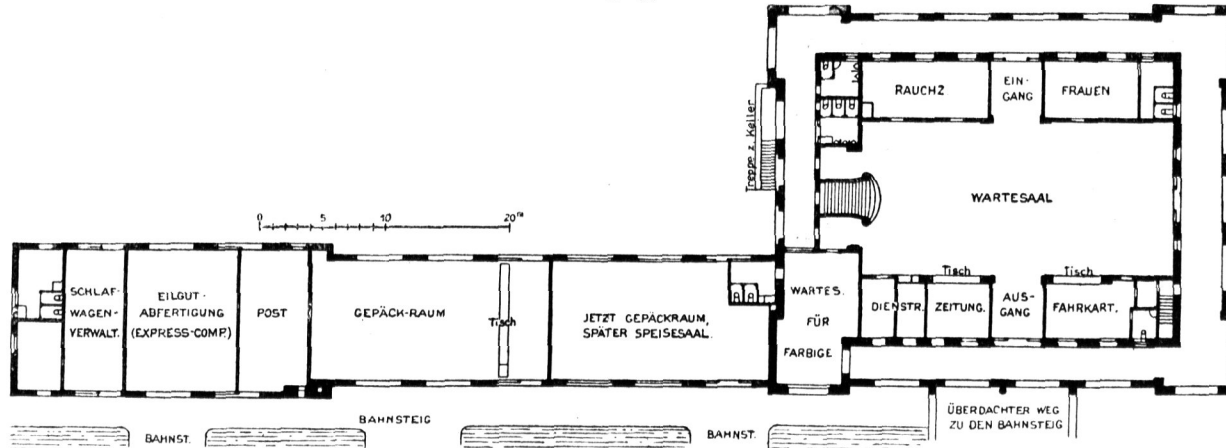 RAUCHZ
EIN-
GANG
FRAUEN
Treppe z. Keller
WARTESAAL
0 5 10 20m
SCHLAF-
WAGEN-
VERWALT.
EILGUT-
ABFERTIGUNG
(EXPRESS-COMP.)
POST
GEPÄCK-RAUM
Tisch
JETZT GEPÄCKRAUM,
SPÄTER SPEISESAAL.
WARTES.
FÜR
FARBIGE
DIENSTR.
Tisch
ZEITUNG.
AUS-
GANG
Tisch
FAHRKART.
BAHNSTEIG
BAHNST.
BAHNST.
ÜBERDACHTER WEG
ZU DEN BAHNSTEIG